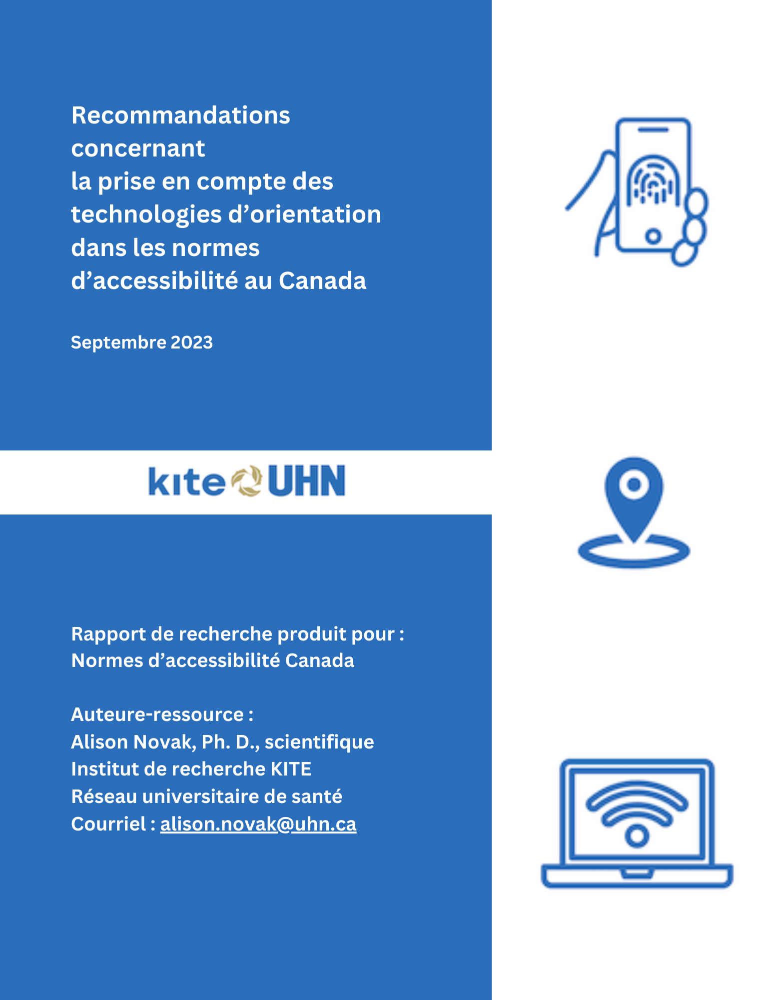 Recommandations
concernant
la prise en compte des
technologies d’orientation
dans les normes
d’accessibilité au Canada
Septembre 2023
kite UHN
Rapport de recherche produit pour :
Normes d’accessibilité Canada
Auteure-ressource :
Alison Novak, Ph. D., scientifique
Institut de recherche KITE
Réseau universitaire de santé
Courriel : alison.novak@uhn.ca